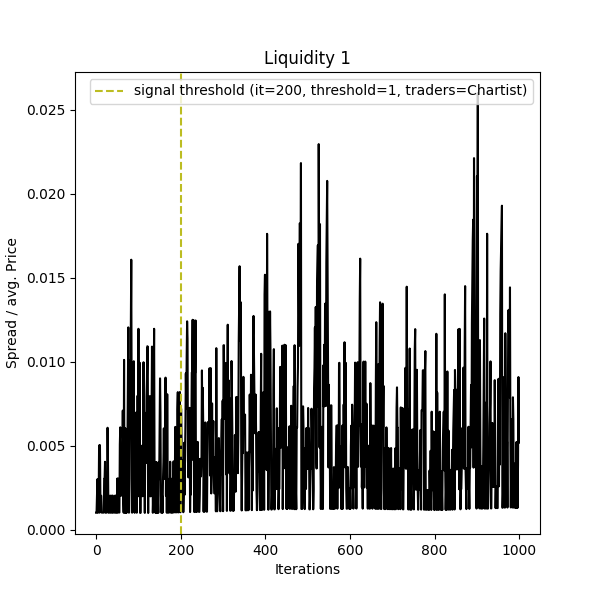 Liquidity 1
signal threshold (it=200, threshold=1, traders=Chartist)
0.025
0.020
0.015
0.010
0.005
0.000
Spread / avg. Price
0 200 400 600 800 1000
Iterations